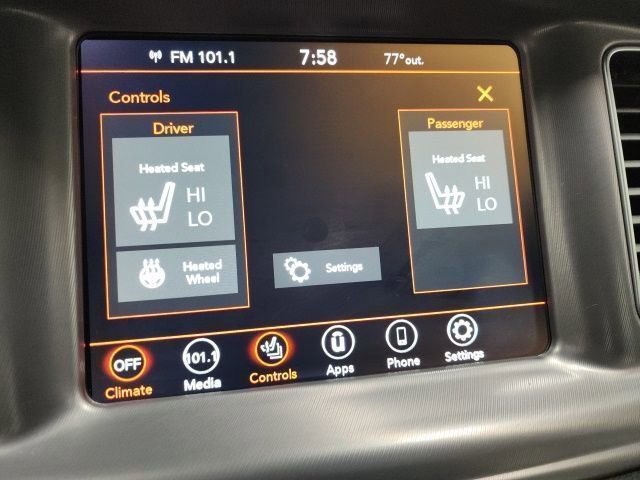 FM 101.1 7:58 77° out.
Controls X
Driver
Heated Seat
HI
LO
Heated
Wheel
Settings
Passenger
Heated Seat
HI
LO
OFF
Climate
101.1
Media
Controls
Apps
Phone
Settings